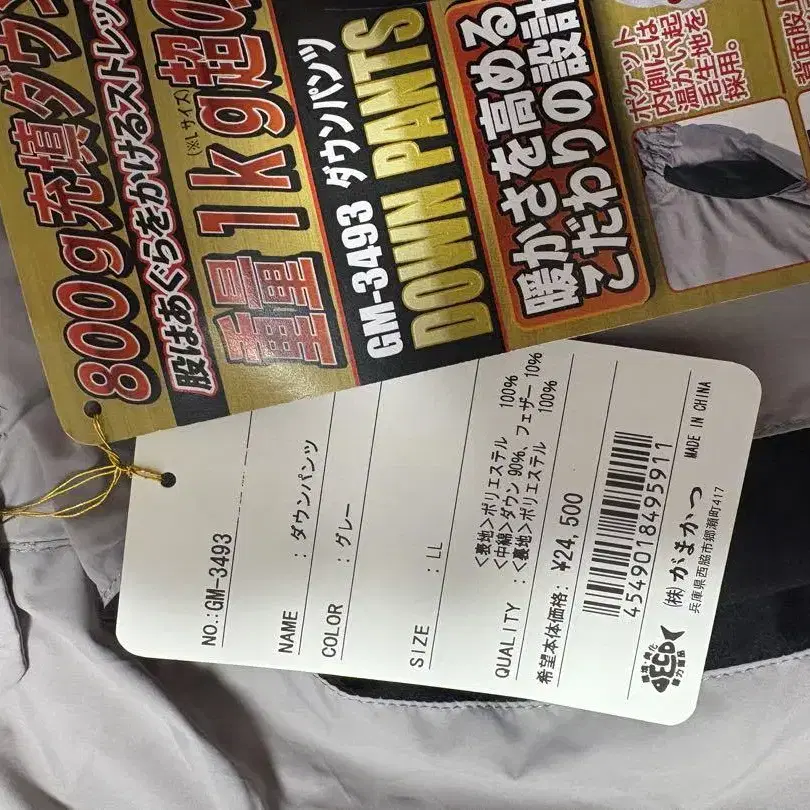 800g充填ダウン
股はあぐらをかけるストレッ
重量1kg超
(※Lサイズ)
GM-3493 ダウンパンツ
DOWN PANTS
暖かさを高める
こだわりの設計
ポケット
内側には
温かい起
毛生地を
採用。
NO.:GM-3493
NAME : ダウンパンツ
COLOR : グレー
SIZE : LL
QUALITY : <表地>ポリエステル 100%
<中綿>ダウン 90%、フェザー 10%
<裏地>ポリエステル 100%
希望本体価格: ¥24,500
4549018495911
(株) がまかつ MADE IN CHINA
兵庫県西脇市郷瀬町417
ECO